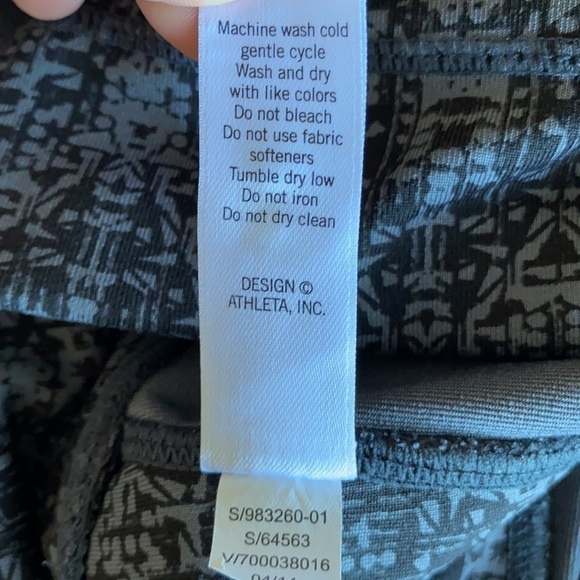 Machine wash cold
gentle cycle
Wash and dry
with like colors
Do not bleach
Do not use fabric
softeners
Tumble dry low
Do not iron
Do not dry clean
DESIGN ©
ATHLETA, INC.
S/983260-01
S/64563
V/700038016